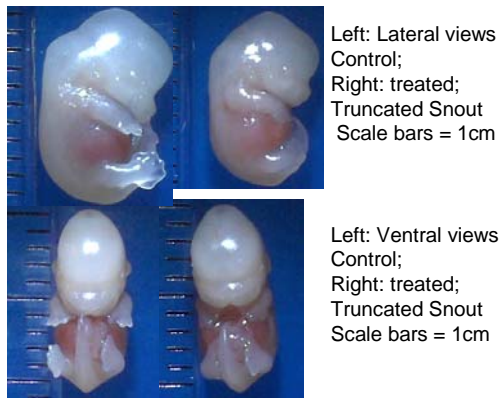 Left: Lateral views
Control;
Right: treated;
Truncated Snout
Scale bars = 1cm
Left: Ventral views
Control;
Right: treated;
Truncated Snout
Scale bars = 1cm